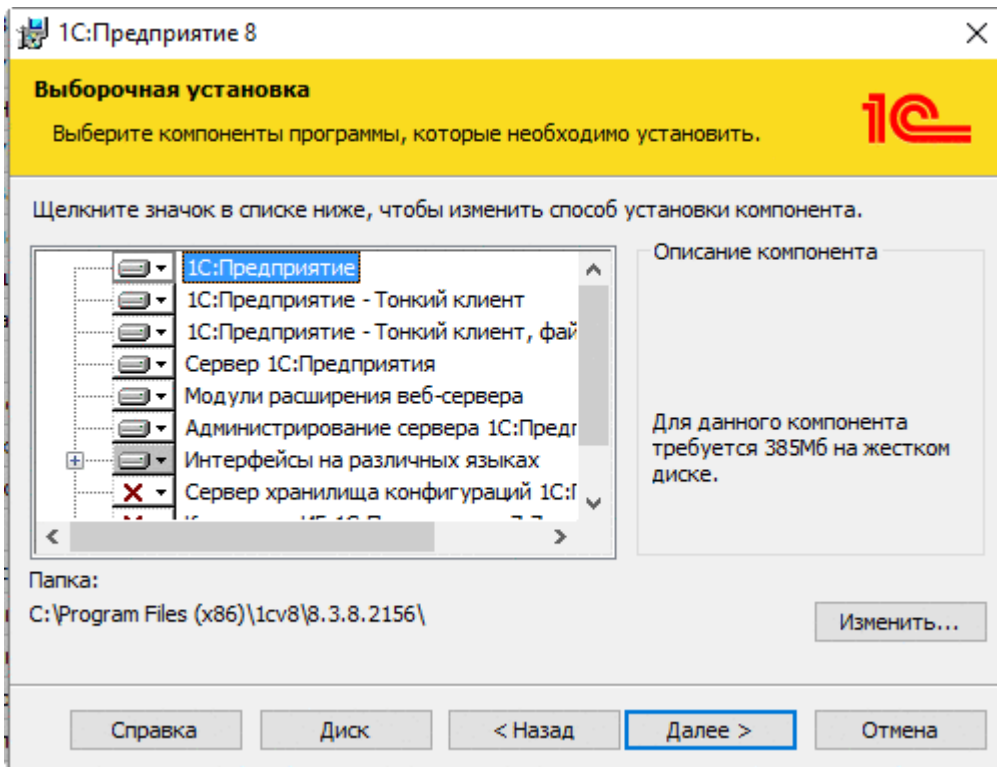 1С:Предприятие 8
Выборочная установка
Выберите компоненты программы, которые необходимо установить.
1С
Щелкните значок в списке ниже, чтобы изменить способ установки компонента.
1С:Предприятие
1С:Предприятие - Тонкий клиент
1С:Предприятие - Тонкий клиент, фай
Сервер 1С:Предприятия
Модули расширения веб-сервера
Администрирование сервера 1С:Предп
Интерфейсы на различных языках
Сервер хранилища конфигураций 1С:П
Описание компонента
Для данного компонента
требуется 385Мб на жестком
диске.
Папка:
C:\Program Files (x86)\1cv8\8.3.8.2156\
Изменить...
Справка
Диск
< Назад
Далее >
Отмена